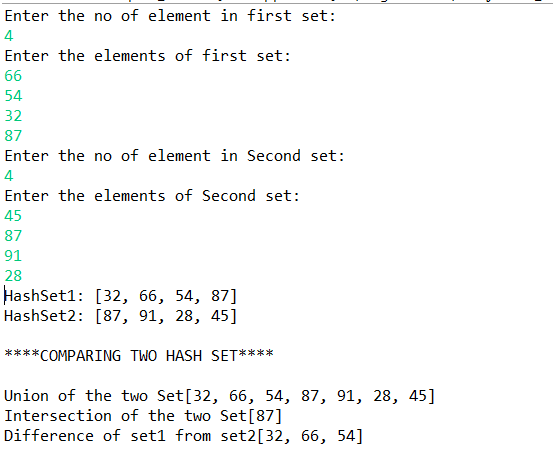 Enter the no of element in first set:
4
Enter the elements of first set:
66
54
32
87
Enter the no of element in Second set:
4
Enter the elements of Second set:
45
87
91
28
HashSet1: [32, 66, 54, 87]
HashSet2: [87, 91, 28, 45]
****COMPARING TWO HASH SET****
Union of the two Set[32, 66, 54, 87, 91, 28, 45]
Intersection of the two Set[87]
Difference of set1 from set2[32, 66, 54]